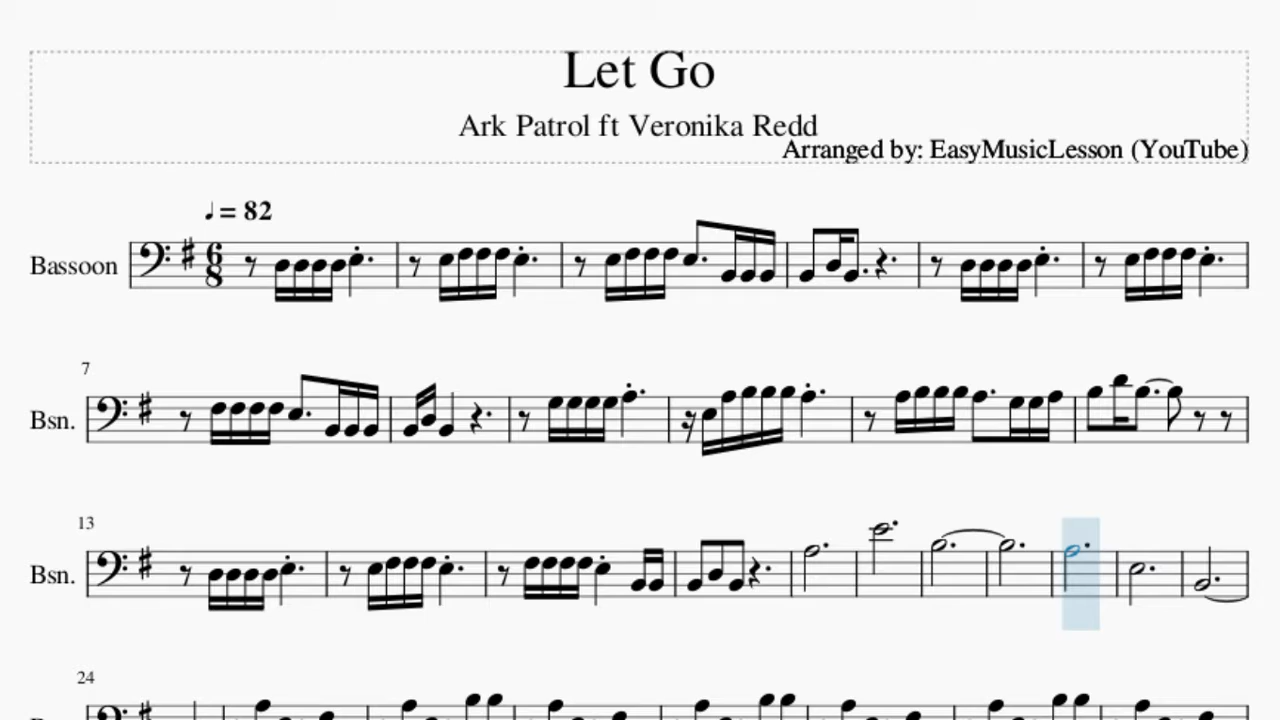 Let Go
Ark Patrol ft Veronika Redd
Arranged by: EasyMusicLesson (YouTube)
♩= 82
Bassoon
6
8
7
Bsn.
13
Bsn.
24